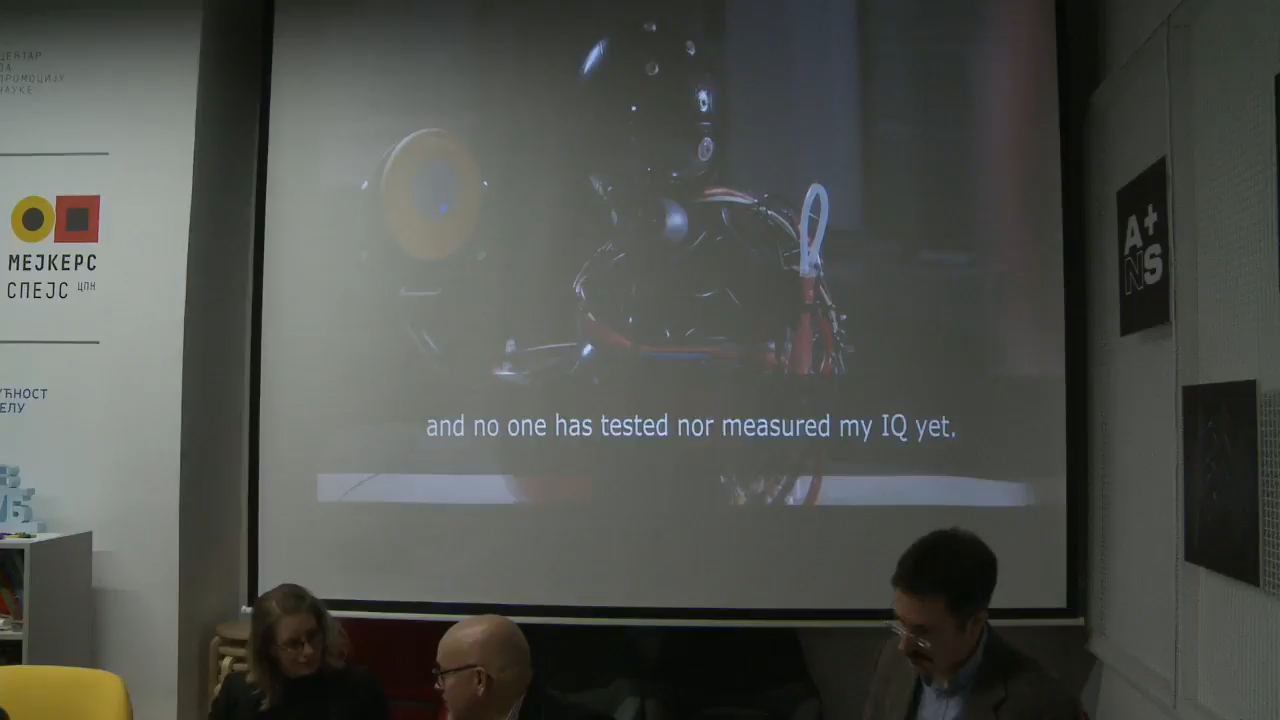 ЦЕНТАР
ЗА
ПРОМОЦИЈУ
НАУКЕ
МЕЈКЕРС
СПЕЈС ЦПН
and no one has tested nor measured my IQ yet.
A+
NS